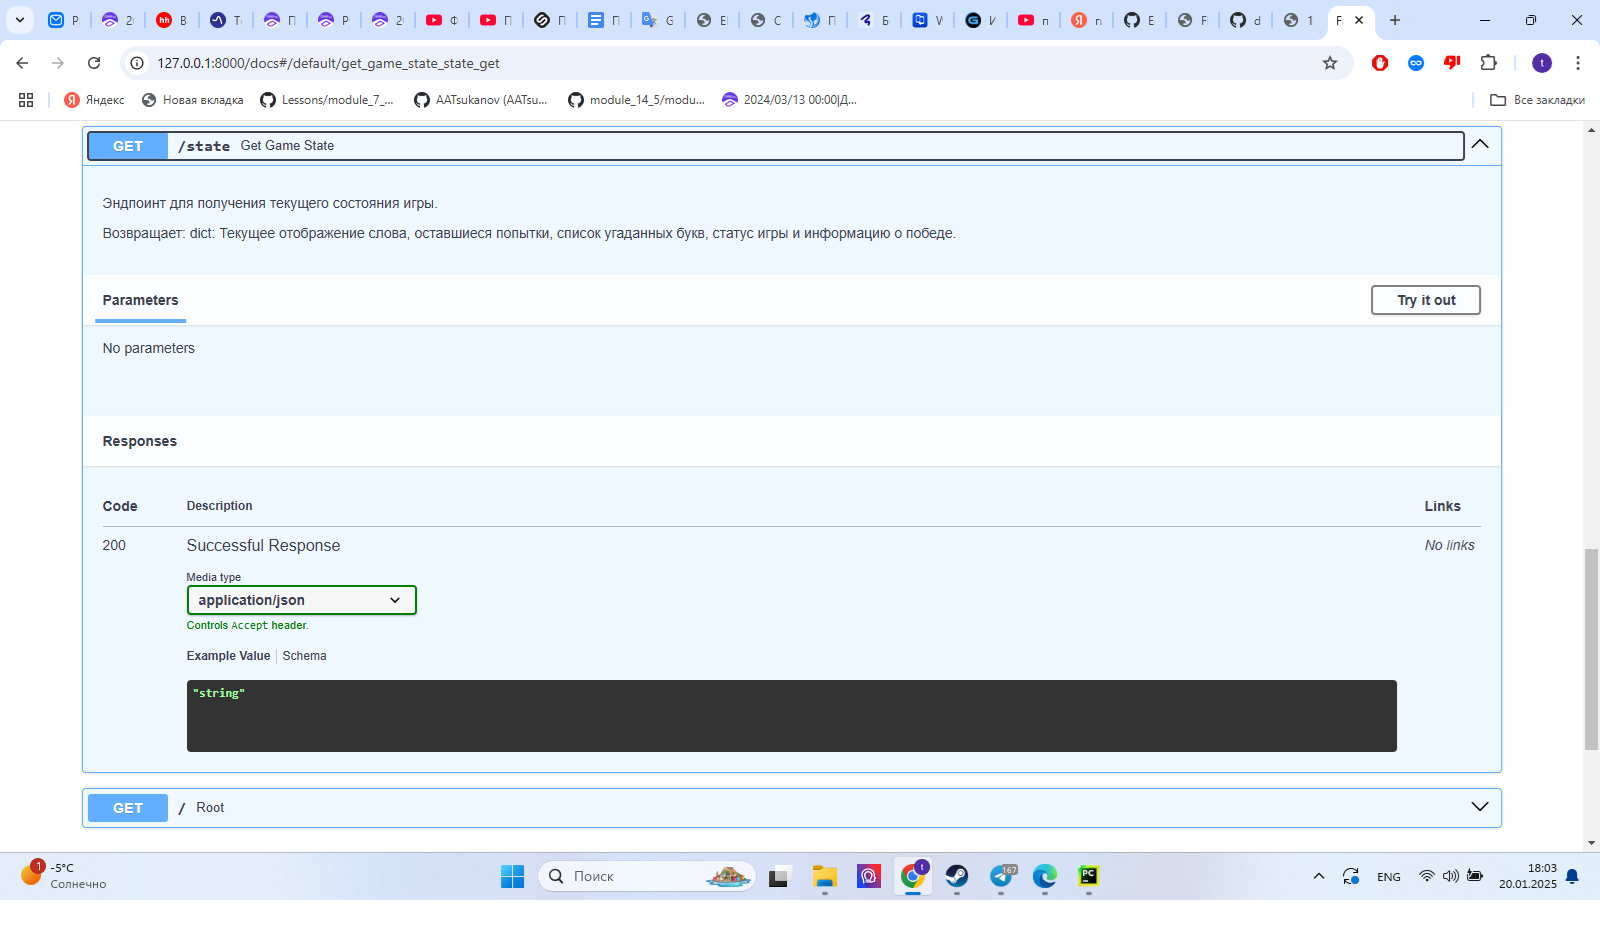 127.0.0.1:8000/docs#/default/get_game_state_state_get
Яндекс
Новая вкладка
Lessons/module_7_...
AATsukanov (AATsu...
module_14_5/modu...
2024/03/13 00:00|Д...
Все закладки
GET /state Get Game State
Эндпоинт для получения текущего состояния игры.
Возвращает: dict: Текущее отображение слова, оставшиеся попытки, список угаданных букв, статус игры и информацию о победе.
Parameters
Try it out
No parameters
Responses
Code Description Links
200 Successful Response No links
Media type
application/json
Controls Accept header.
Example Value Schema
"string"
GET / Root
1
-5°C
Солнечно
Поиск
t
167
PC
ENG
18:03
20.01.2025